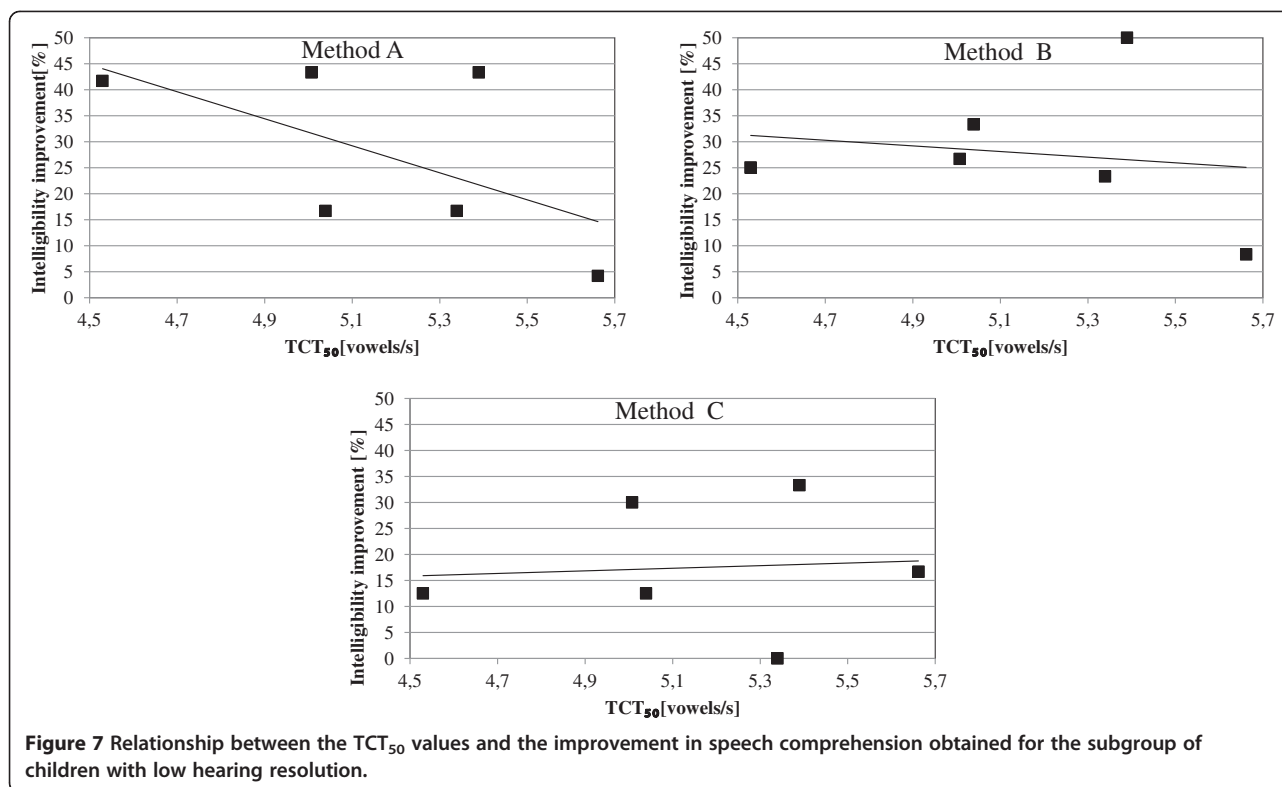 Method A
Intelligibility improvement[%]
50
45
40
35
30
25
20
15
10
5
0
4,5 4,7 4,9 5,1 5,3 5,5 5,7
TCT50[vowels/s]
Method B
Intelligibility improvement [%]
50
45
40
35
30
25
20
15
10
5
0
4,5 4,7 4,9 5,1 5,3 5,5 5,7
TCT50[vowels/s]
Method C
Intelligibility improvement [%]
50
45
40
35
30
25
20
15
10
5
0
4,5 4,7 4,9 5,1 5,3 5,5 5,7
TCT50[vowels/s]
Figure 7 Relationship between the TCT50 values and the improvement in speech comprehension obtained for the subgroup of
children with low hearing resolution.